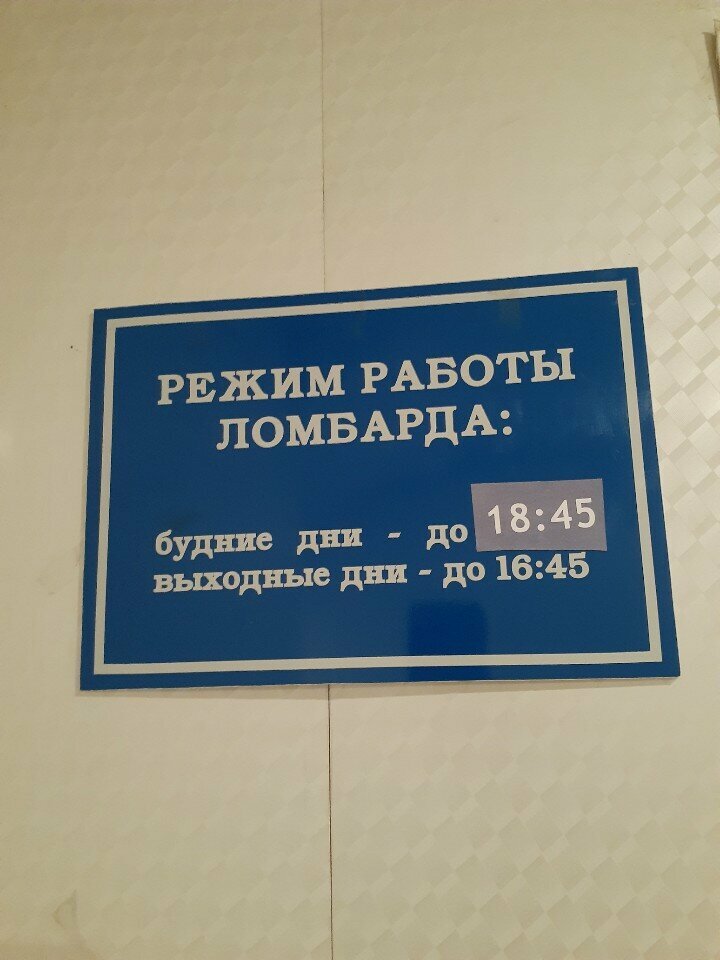 РЕЖИМ РАБОТЫ
ЛОМБАРДА:
будние дни - до 18:45
выходные дни - до 16:45